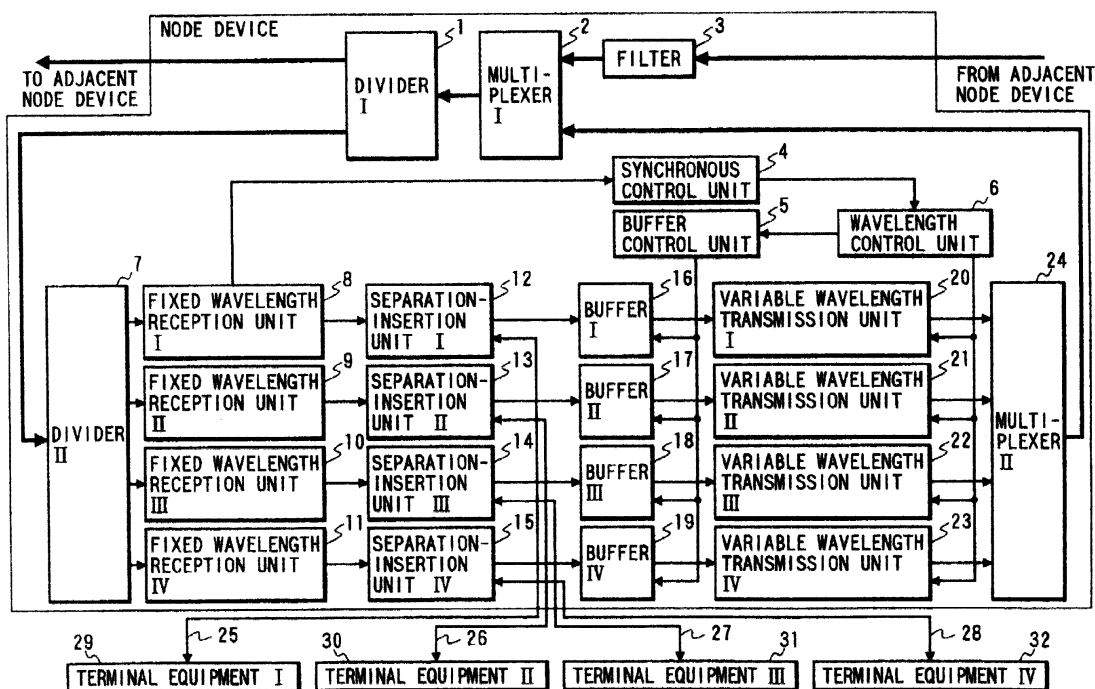 NODE DEVICE
1
2
3
TO ADJACENT
NODE DEVICE
DIVIDER
I
MULTI-
PLEXER
I
FILTER
FROM ADJACENT
NODE DEVICE
4
SYNCHRONOUS
CONTROL UNIT
5
BUFFER
CONTROL UNIT
6
WAVELENGTH
CONTROL UNIT
7
DIVIDER
II
8
FIXED WAVELENGTH
RECEPTION UNIT
I
12
SEPARATION-
INSERTION
UNIT I
16
BUFFER
I
20
VARIABLE WAVELENGTH
TRANSMISSION UNIT
I
24
MULTI-
PLEXER
II
9
FIXED WAVELENGTH
RECEPTION UNIT
II
13
SEPARATION-
INSERTION
UNIT II
17
BUFFER
II
21
VARIABLE WAVELENGTH
TRANSMISSION UNIT
II
10
FIXED WAVELENGTH
RECEPTION UNIT
III
14
SEPARATION-
INSERTION
UNIT III
18
BUFFER
III
22
VARIABLE WAVELENGTH
TRANSMISSION UNIT
III
11
FIXED WAVELENGTH
RECEPTION UNIT
IV
15
SEPARATION-
INSERTION
UNIT IV
19
BUFFER
IV
23
VARIABLE WAVELENGTH
TRANSMISSION UNIT
IV
29
25
30
26
27
31
28
32
TERMINAL EQUIPMENT I
TERMINAL EQUIPMENT II
TERMINAL EQUIPMENT III
TERMINAL EQUIPMENT IV